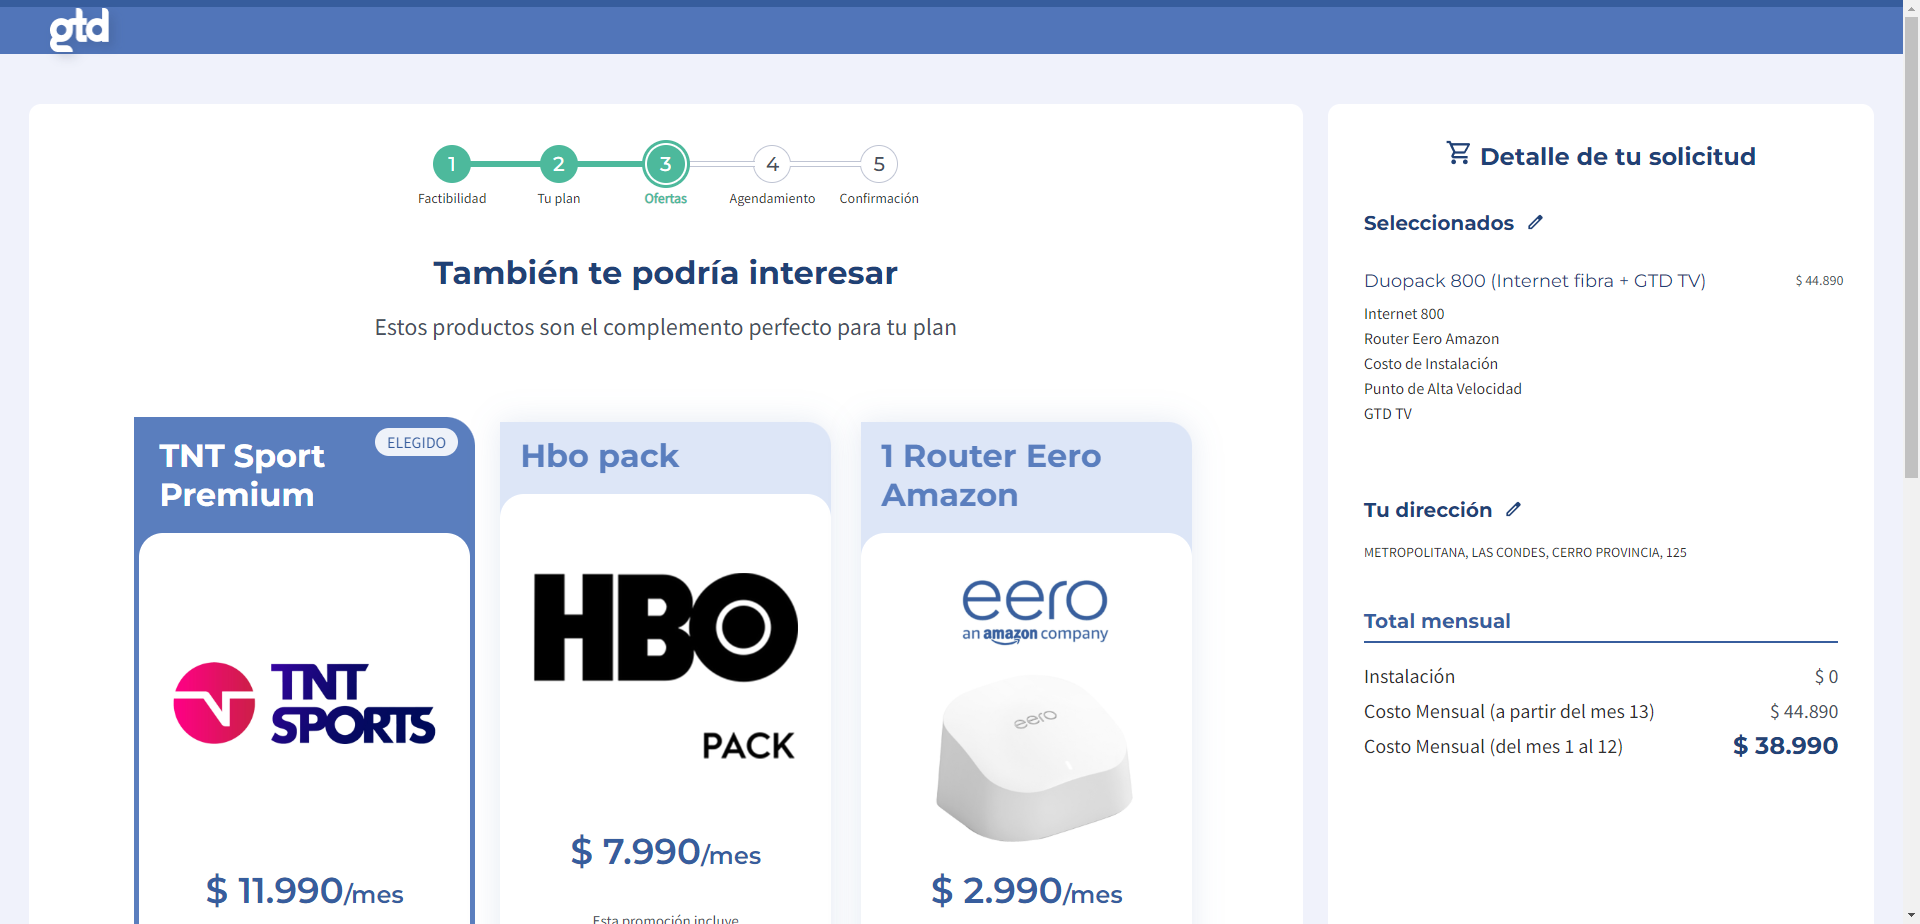 gtd
1
2
3
4
5
Factibilidad
Tu plan
Ofertas
Agendamiento
Confirmación
También te podría interesar
Estos productos son el complemento perfecto para tu plan
TNT Sport
Premium
ELEGIDO
TNT
SPORTS
$ 11.990/mes
Hbo pack
HBO
PACK
$ 7.990/mes
Esta promoción incluye
1 Router Eero
Amazon
eero
an amazon company
eero
$ 2.990/mes
Detalle de tu solicitud
Seleccionados
Duopack 800 (Internet fibra + GTD TV) $ 44.890
Internet 800
Router Eero Amazon
Costo de Instalación
Punto de Alta Velocidad
GTD TV
Tu dirección
METROPOLITANA, LAS CONDES, CERRO PROVINCIA, 125
Total mensual
Instalación $ 0
Costo Mensual (a partir del mes 13) $ 44.890
Costo Mensual (del mes 1 al 12) $ 38.990